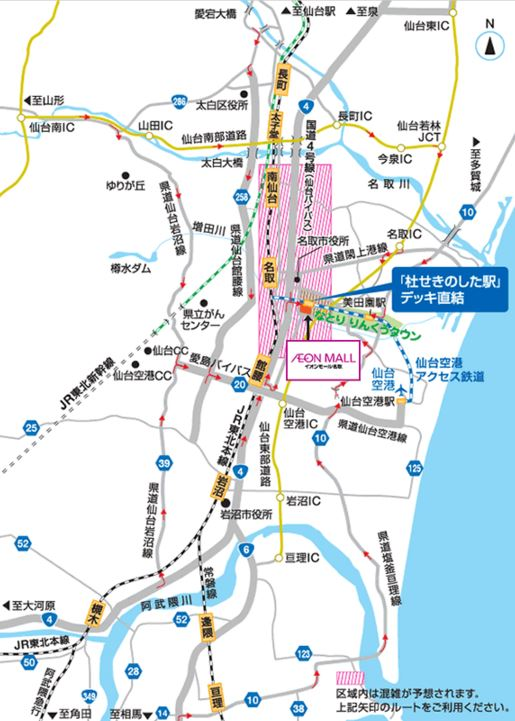 愛宕大橋
▲至仙台駅
▲至泉
仙台東IC
N
長町
286
太白区役所
4
◀至山形
仙台南IC
山田IC
太子堂
長町IC
仙台若林
JCT
仙台南部道路
今泉IC
太白大橋
国道4号線(仙台バイパス)
▲至多賀城
ゆりが丘
県道仙台岩沼線
258
南仙台
名取川
10
増田川
県道仙台館腰線
名取市役所
名取IC
県道閖上港線
樽水ダム
名取
「杜せきのした駅」
デッキ直結
美田園駅
県立がん
センター
なとりりんくうタウン
JR東北新幹線
仙台CC
愛島バイパス
館腰
ÆON MALL
イオンモール名取
仙台空港
アクセス鉄道
仙台
空港
仙台空港CC
20
仙台
空港IC
仙台空港駅
県道仙台空港線
25
JR東北本線
仙台東部道路
10
39
4
125
県道仙台岩沼線
岩沼
岩沼IC
岩沼市役所
52
6
亘理IC
県道塩釜亘理線
常磐線
◀至大河原
4
槻木
阿武隈川
52
逢隈
JR東北本線
50
123
28
阿武隈急行
349
亘理
10
38
▼至角田
至相馬▼
14
区域内は混雑が予想されます。
上記矢印のルートをご利用ください。